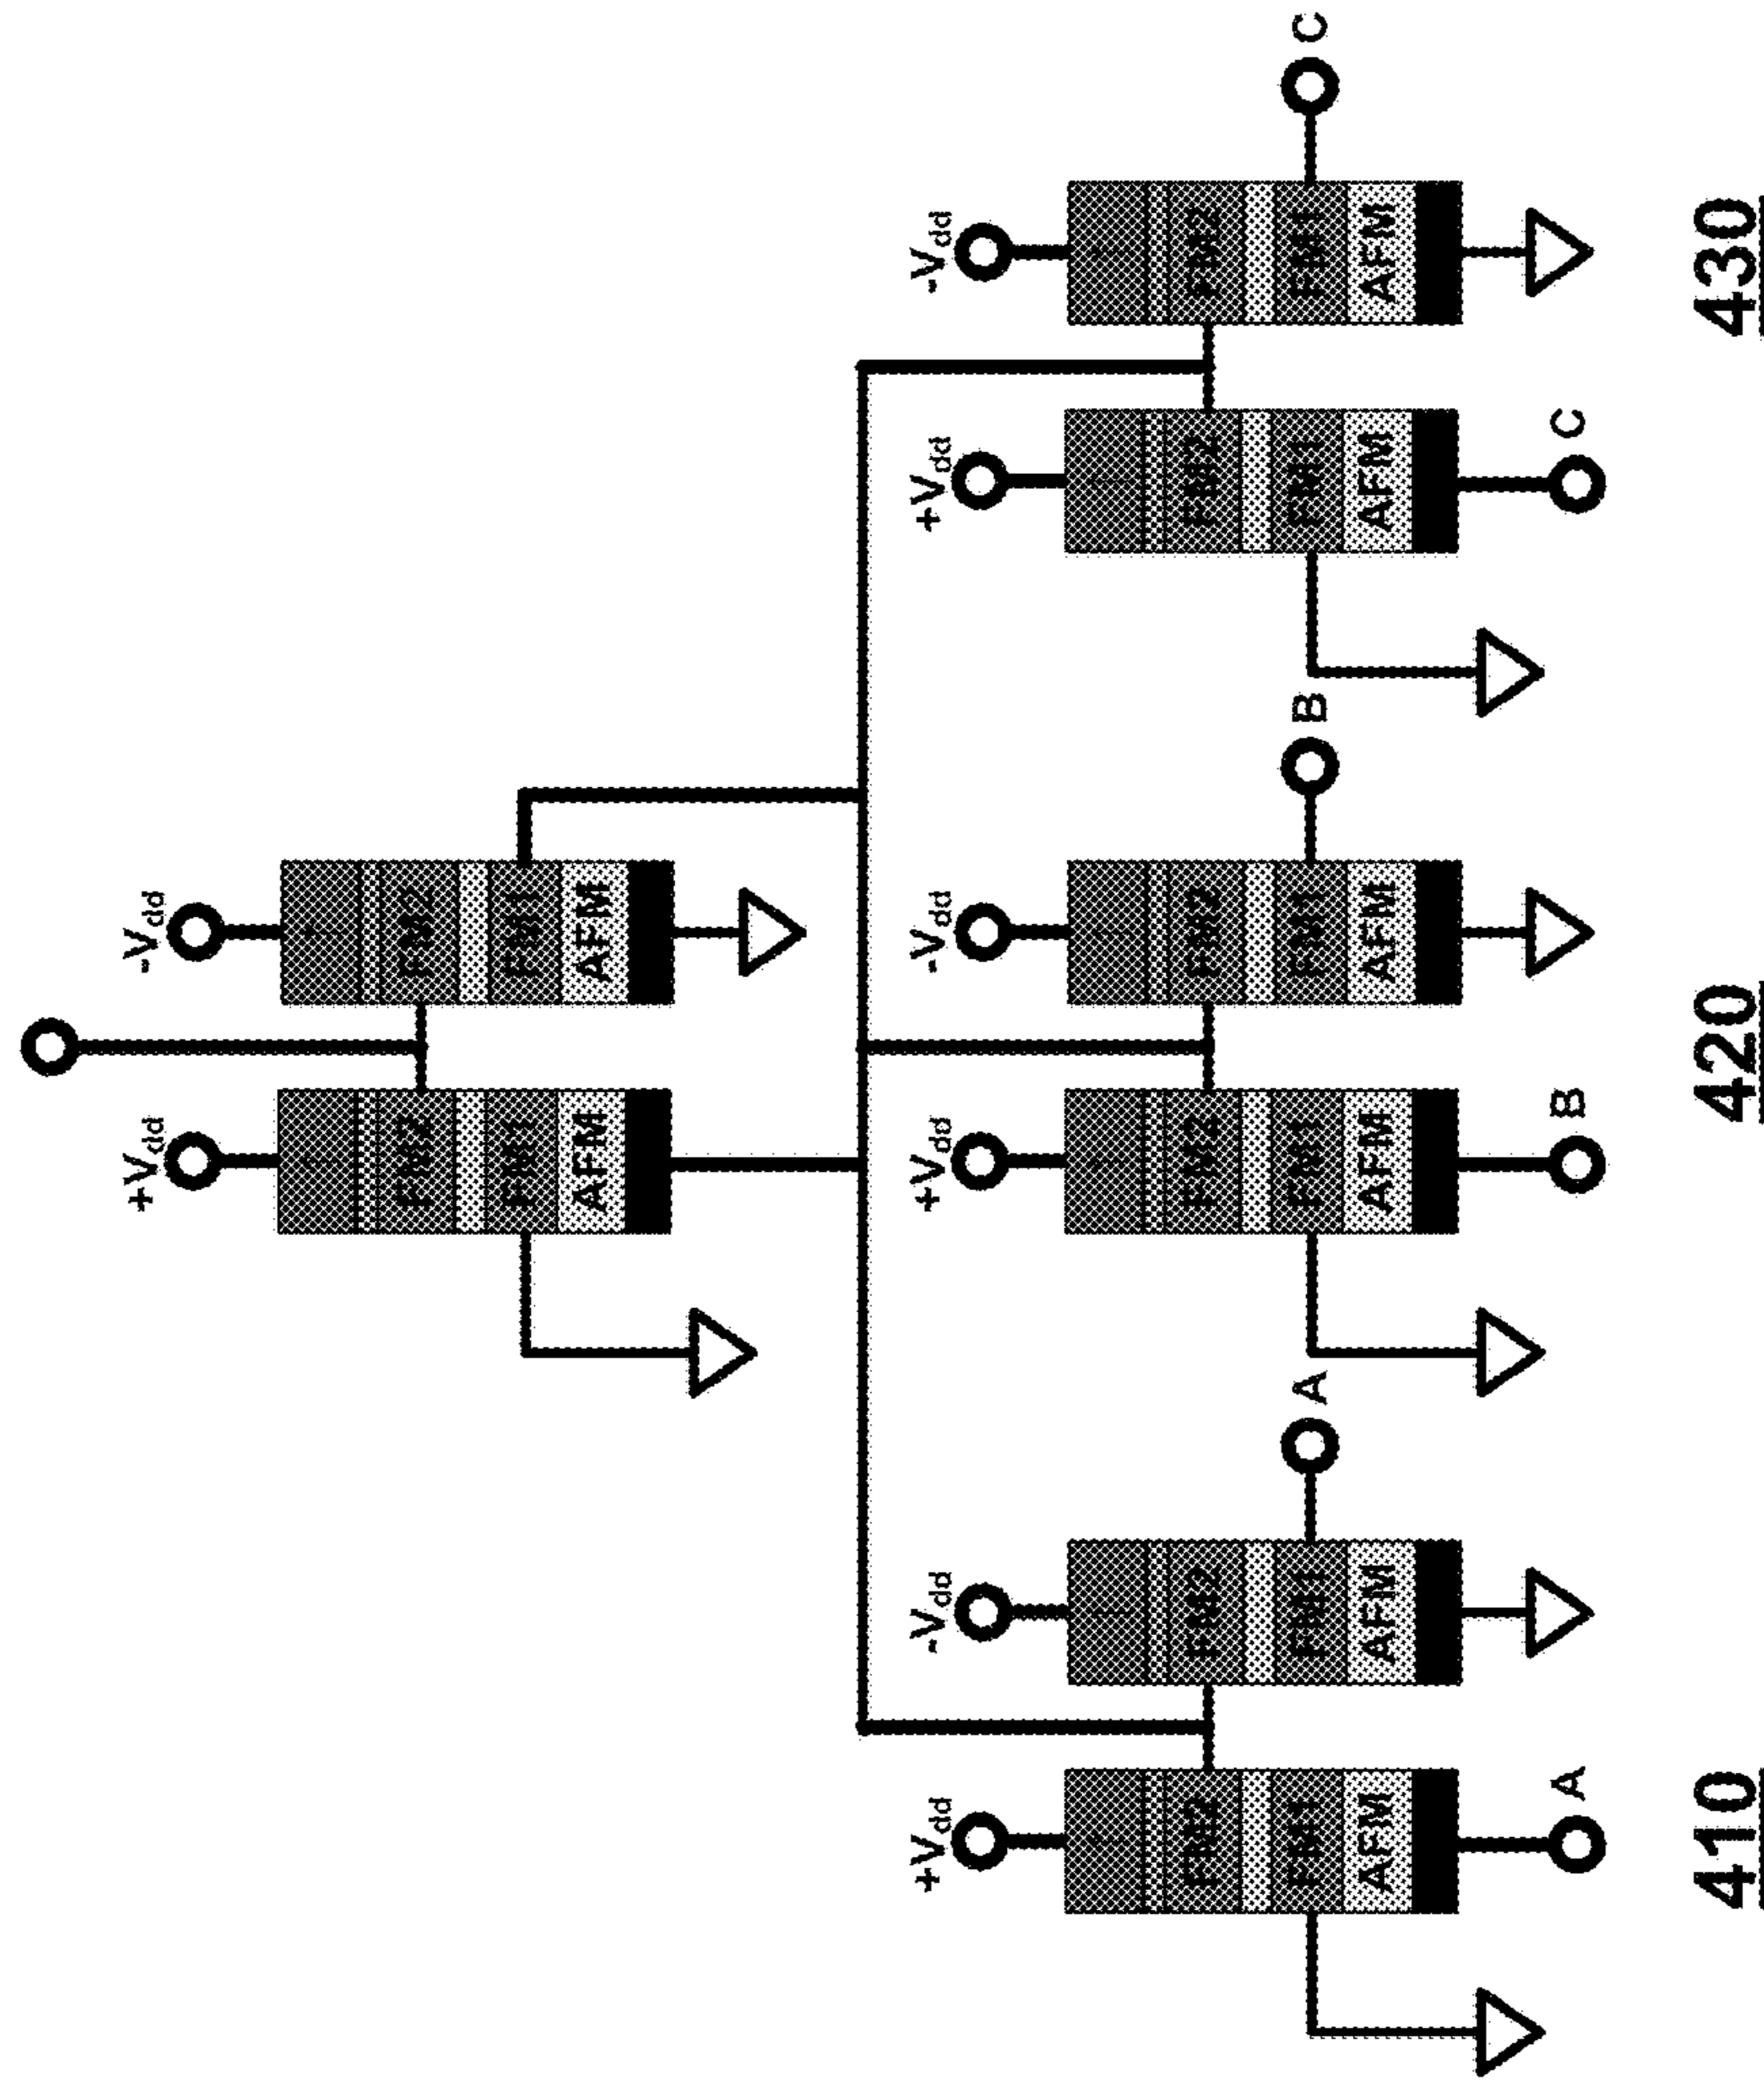 +Vdd -Vdd
FM2 FM2
FM1 FM1
AFM AFM
+Vdd -Vdd +Vdd -Vdd +Vdd -Vdd
FM2 FM2 FM2 FM2 FM2 FM2
FM1 FM1 A FM1 FM1 B FM1 FM1 C
AFM AFM AFM AFM AFM AFM
A B C
410 420 430